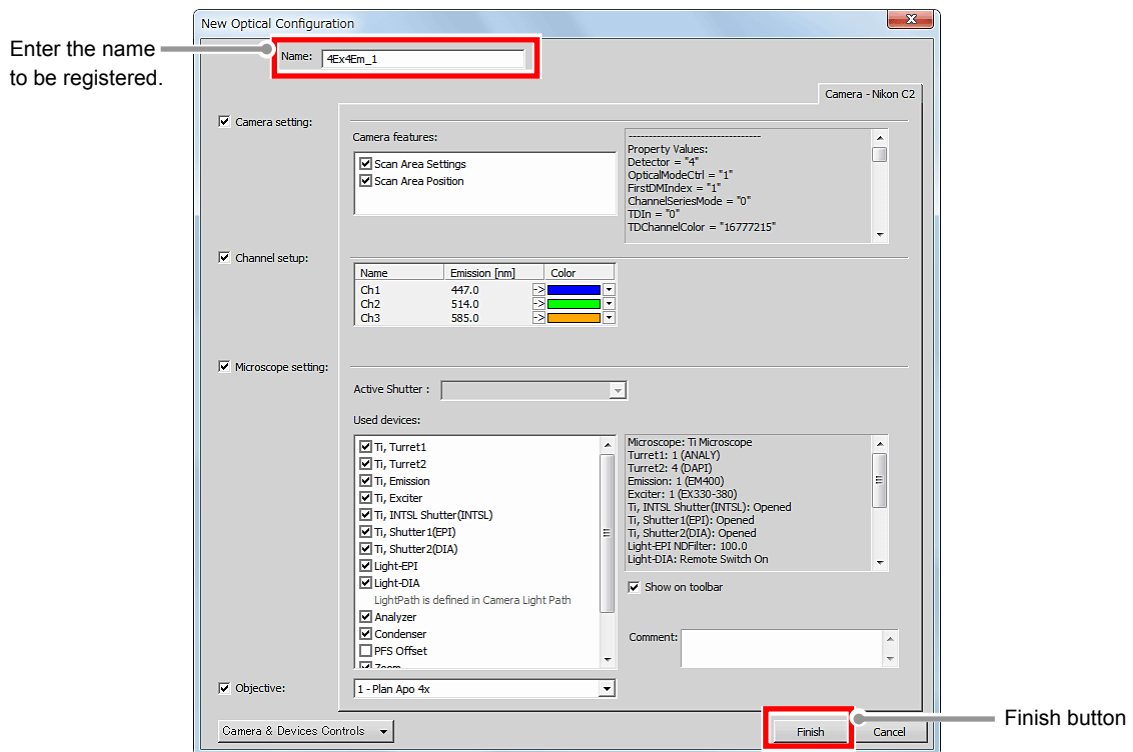 New Optical Configuration
Enter the name
to be registered.
Name: 4Ex4Em_1
Camera - Nikon C2
Camera setting:
Camera features:
Scan Area Settings
Scan Area Position
--------------------------------
Property Values:
Detector = "4"
OpticalModeCtrl = "1"
FirstDMIndex = "1"
ChannelSeriesMode = "0"
TDIn = "0"
TDChannelColor = "16777215"
Channel setup:
Name Emission [nm] Color
Ch1 447.0 ->
Ch2 514.0 ->
Ch3 585.0 ->
Microscope setting:
Active Shutter :
Used devices:
Ti, Turret1
Ti, Turret2
Ti, Emission
Ti, Exciter
Ti, INTSL Shutter(INTSL)
Ti, Shutter1(EPI)
Ti, Shutter2(DIA)
Light-EPI
Light-DIA
LightPath is defined in Camera Light Path
Analyzer
Condenser
PFS Offset
Zoom
Microscope: Ti Microscope
Turret1: 1 (ANALY)
Turret2: 4 (DAPI)
Emission: 1 (EM400)
Exciter: 1 (EX330-380)
Ti, INTSL Shutter(INTSL): Opened
Ti, Shutter1(EPI): Opened
Ti, Shutter2(DIA): Opened
Light-EPI NDFilter: 100.0
Light-DIA: Remote Switch On
Show on toolbar
Comment:
Objective:
1 - Plan Apo 4x
Camera & Devices Controls
Finish
Cancel
Finish button